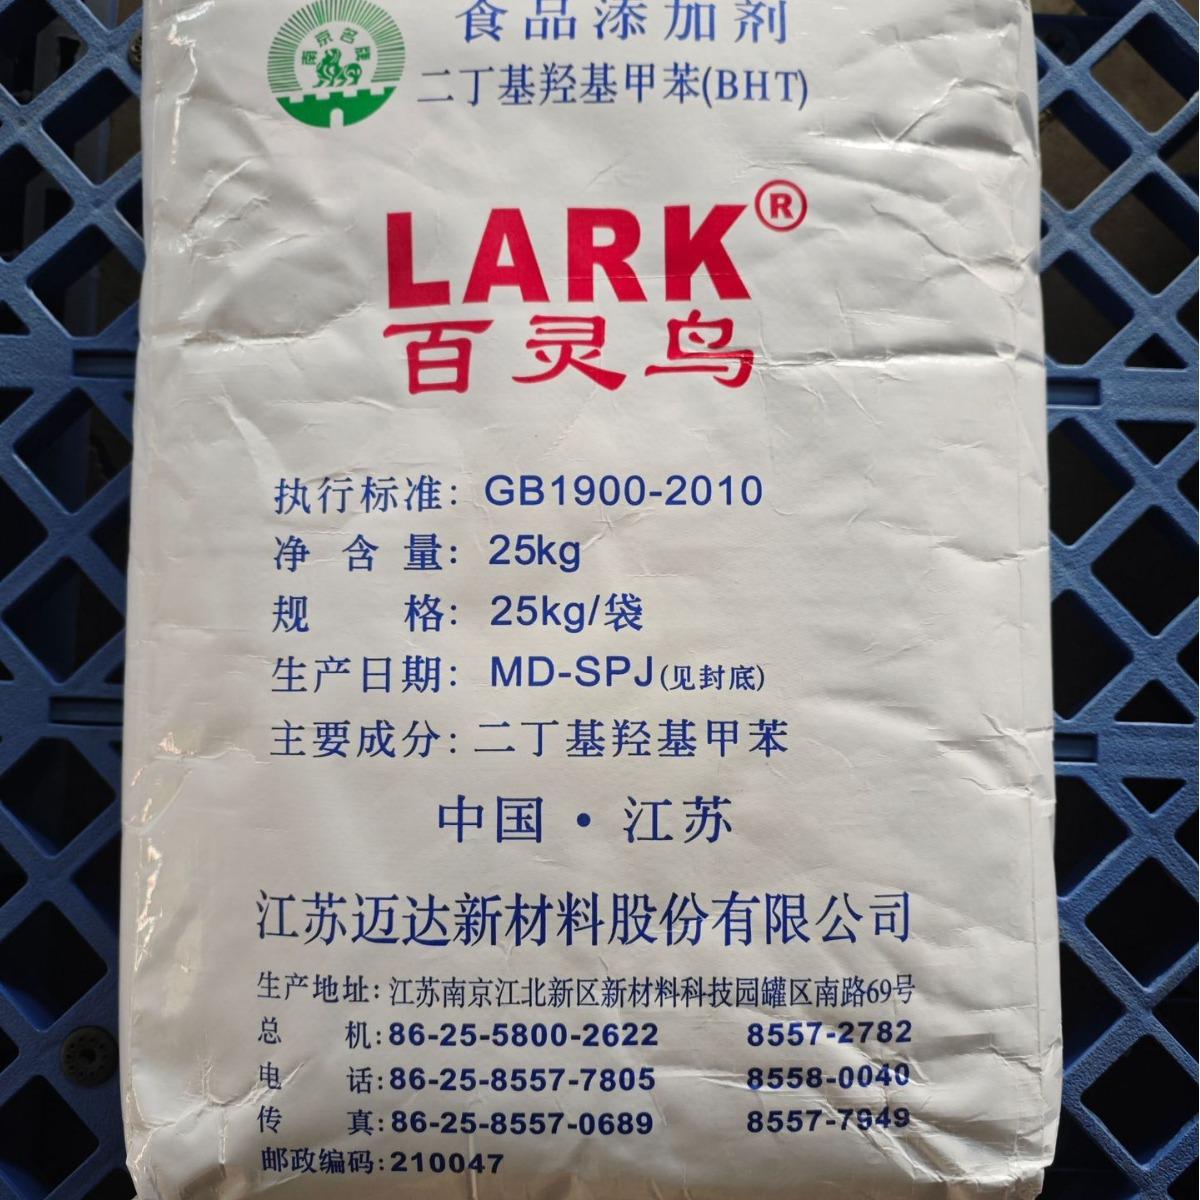 食品添加剂
南京名牌
二丁基羟基甲苯(BHT)
LARK®
百灵鸟
执行标准: GB1900-2010
净含量: 25kg
规格: 25kg/袋
生产日期: MD-SPJ(见封底)
主要成分: 二丁基羟基甲苯
中国·江苏
江苏迈达新材料股份有限公司
生产地址: 江苏南京江北新区新材料科技园罐区南路69号
总机: 86-25-5800-2622 8557-2782
电话: 86-25-8557-7805 8558-0040
传真: 86-25-8557-0689 8557-7949
邮政编码: 210047